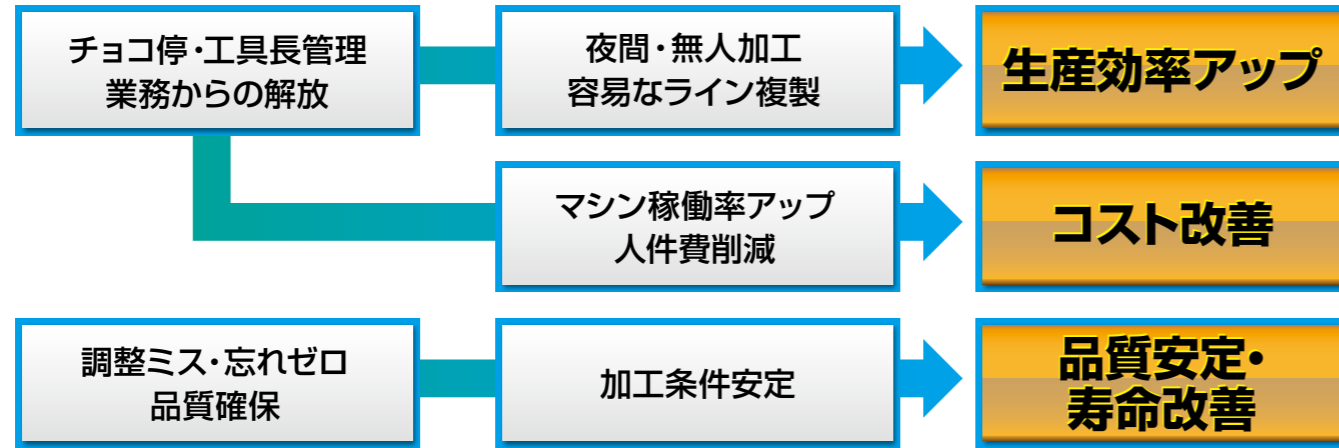 チョコ停・工具長管理
業務からの解放
夜間・無人加工
容易なライン複製
生産効率アップ
マシン稼働率アップ
人件費削減
コスト改善
調整ミス・忘れゼロ
品質確保
加工条件安定
品質安定・
寿命改善